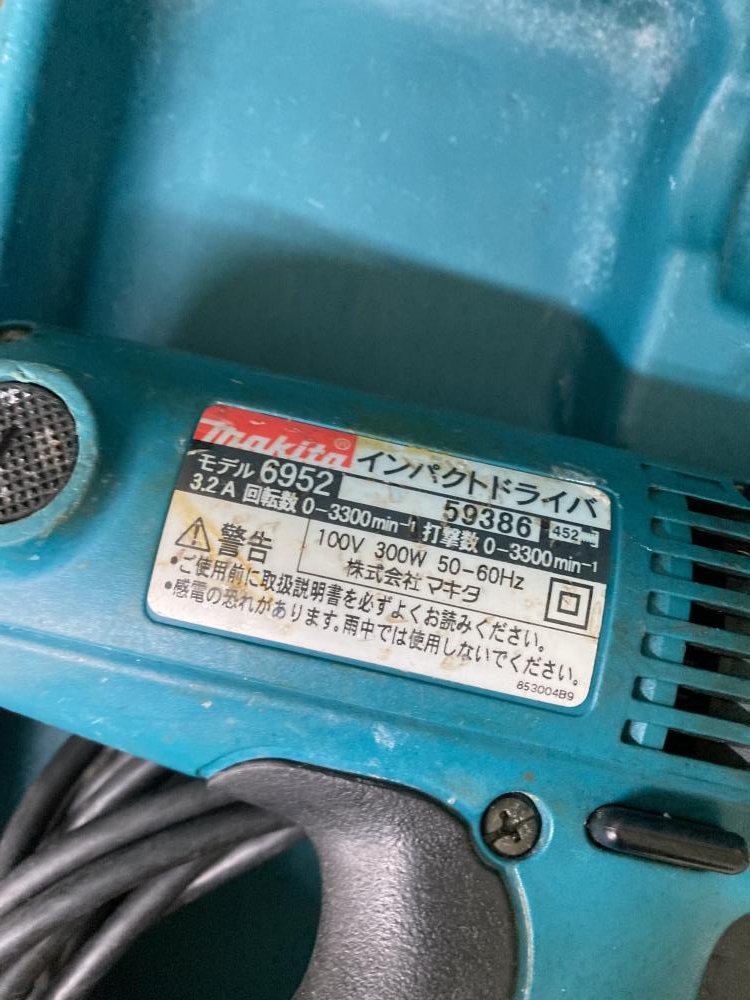 makita® インパクトドライバ
モデル 6952 59386 452
3.2A 回転数 0-3300min⁻¹ 打撃数 0-3300min⁻¹
警告
100V 300W 50-60Hz
株式会社 マキタ
•ご使用前に取扱説明書を必ずよくお読みください。
•感電の恐れがあります。雨中では使用しないでください。
853004B9